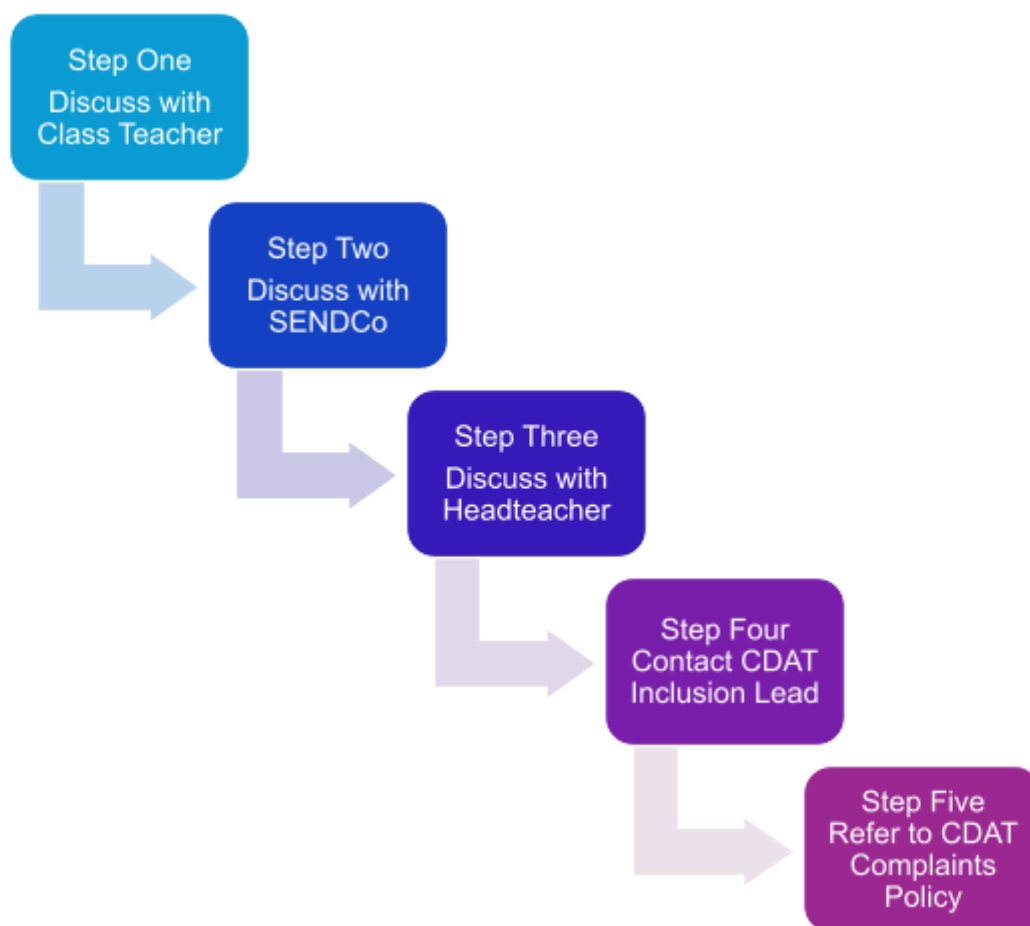 Step One
Discuss with
Class Teacher
Step Two
Discuss with
SENDCo
Step Three
Discuss with
Headteacher
Step Four
Contact CDAT
Inclusion Lead
Step Five
Refer to CDAT
Complaints
Policy